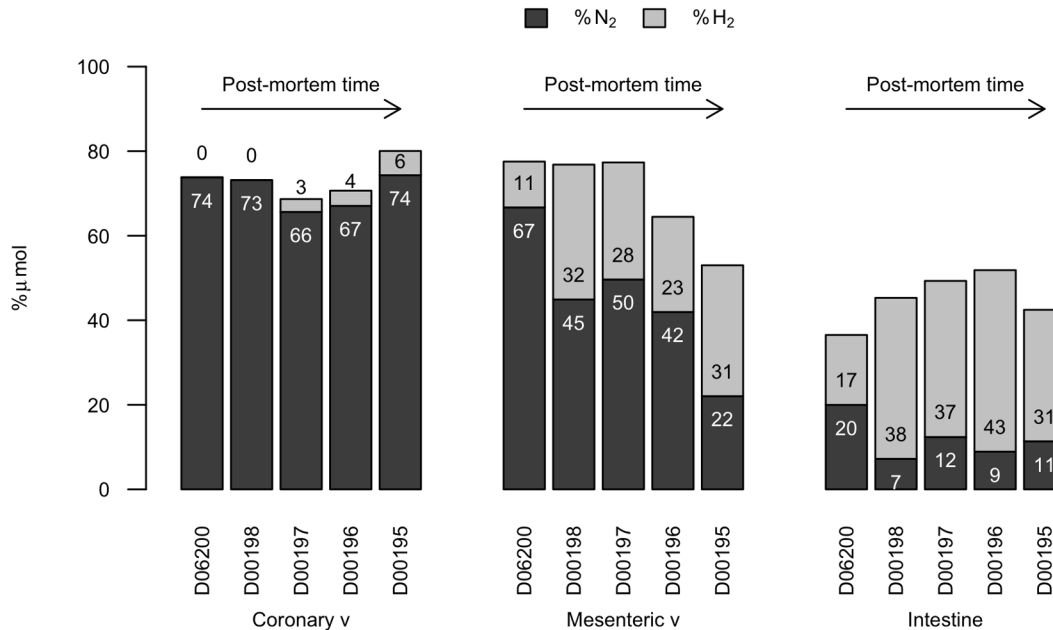 %N₂ %H₂
100
80
60
40
20
0
%μmol
Post-mortem time
0 0 3 4 6
74 73 66 67 74
D06200 D00198 D00197 D00196 D00195
Coronary v
Post-mortem time
11 32 28 23 31
67 45 50 42 22
D06200 D00198 D00197 D00196 D00195
Mesenteric v
Post-mortem time
17 38 37 43 31
20 7 12 9 11
D06200 D00198 D00197 D00196 D00195
Intestine